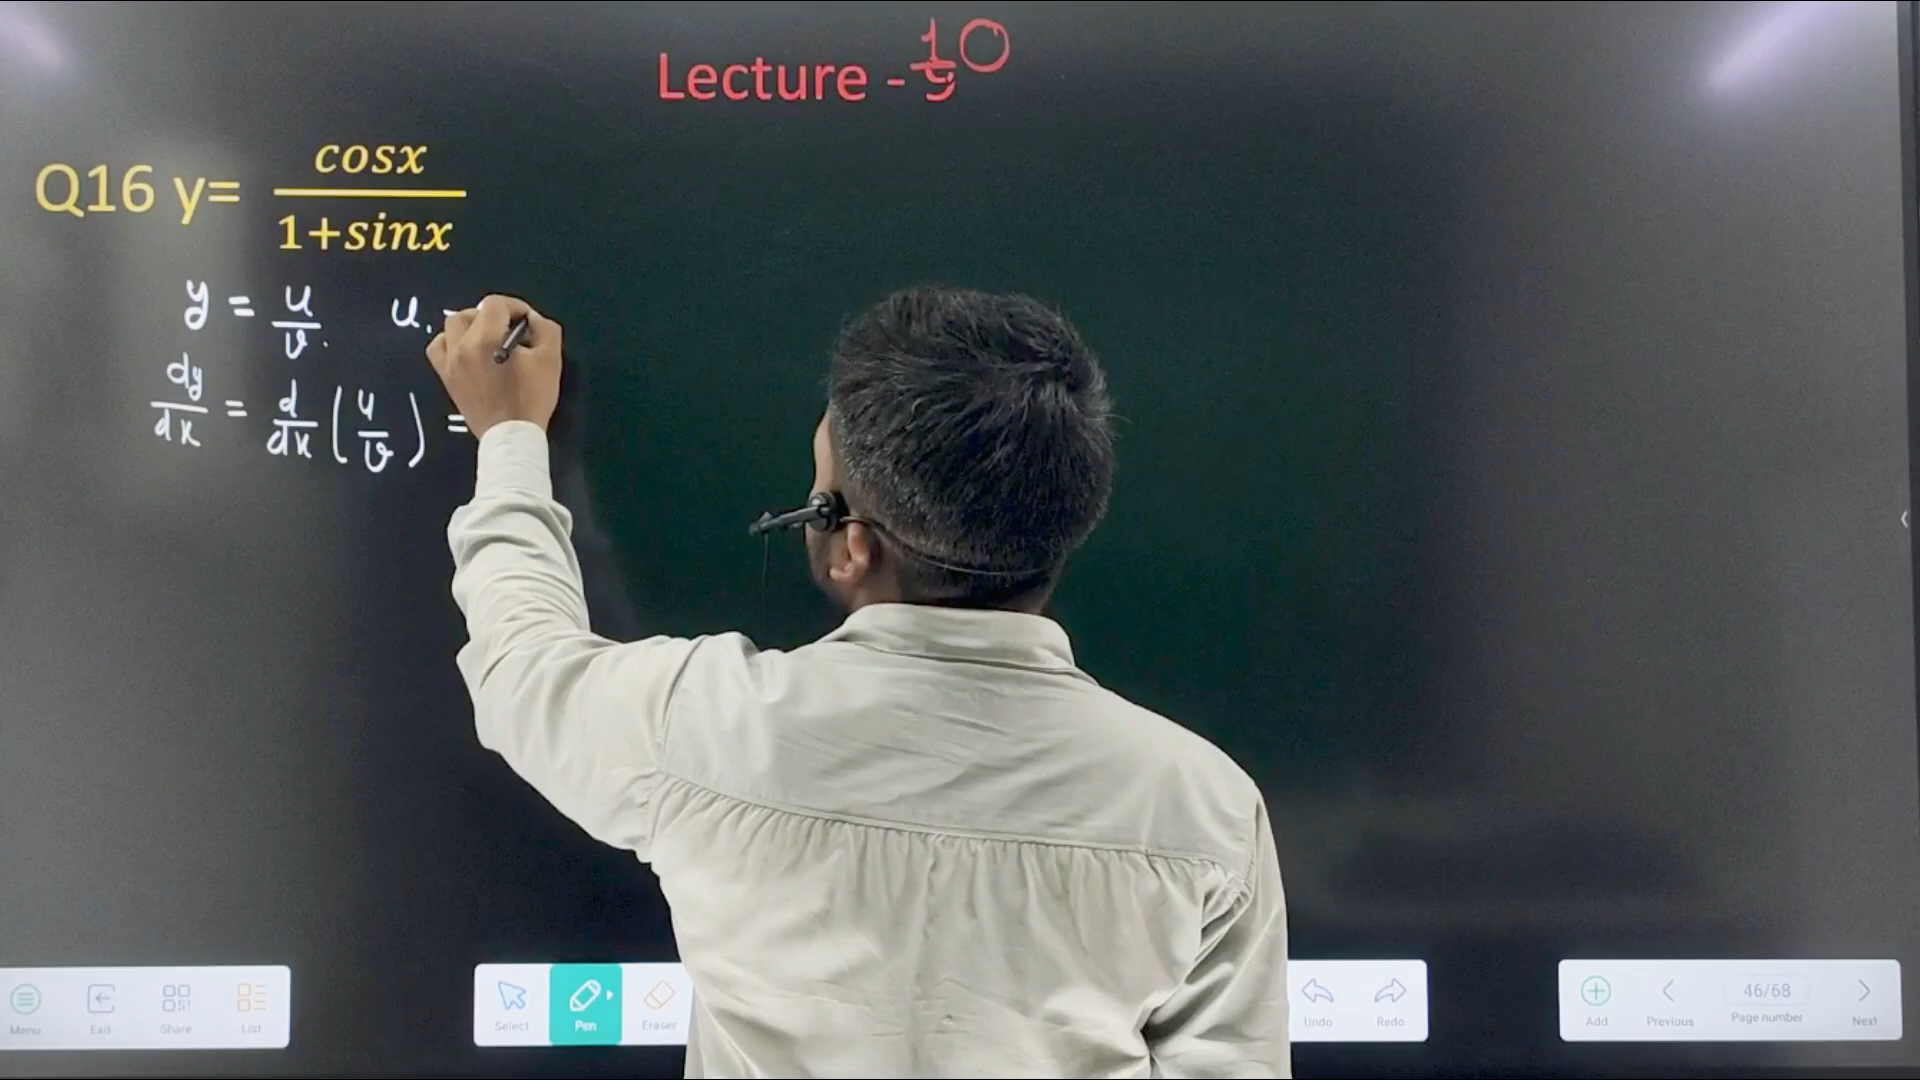 Lecture - 10
Q16 y= cosx / 1+sinx
y = u/v. u. =
dy/dx = d/dx (u/v) =
Menu Exit Share List Select Pen Eraser Undo Redo Add Previous 46/68 Page number Next